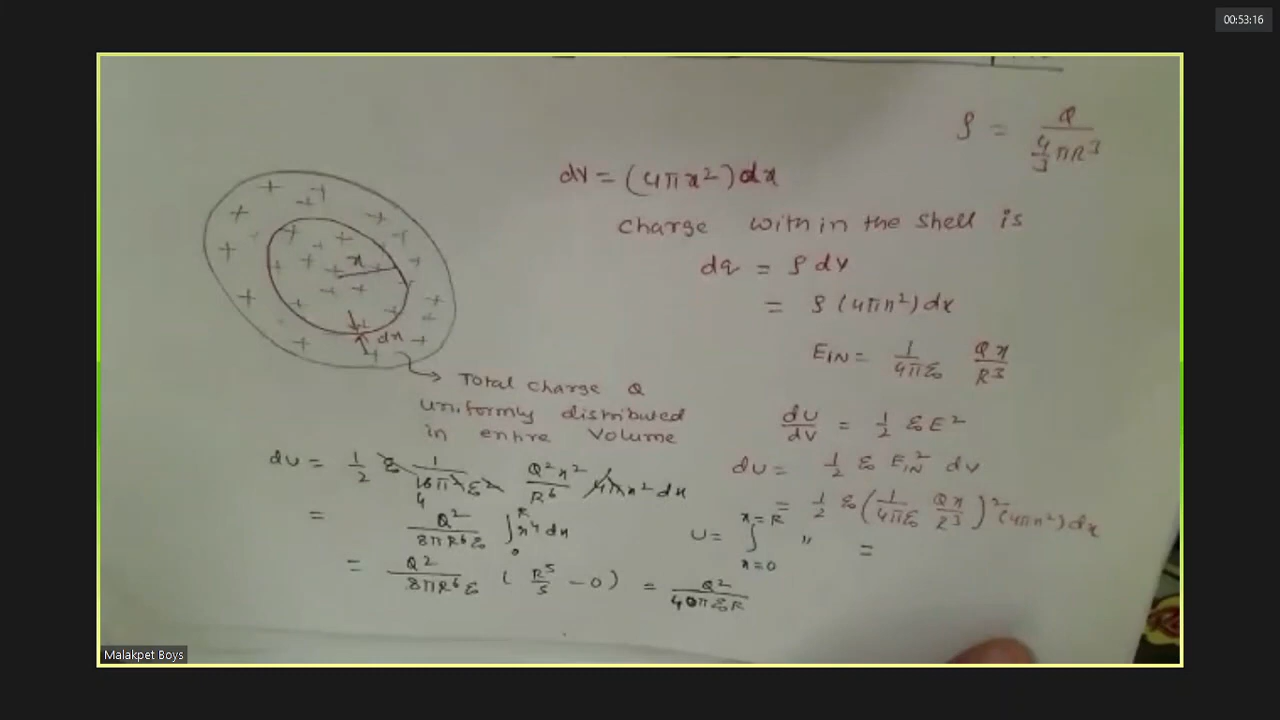 00:53:16
ρ = Q / (4/3 πR³)
dV = (4πx²)dx
charge with in the shell is
dq = ρ dV
= ρ (4πx²) dx
E_IN = 1/(4πε₀) Qx/R³
x
dx
Total charge Q
uniformly distributed
in entire volume
dU/dV = 1/2 ε₀E²
dU = 1/2 ε₀ E_IN² dV
= 1/2 ε₀ (1/(4πε₀) Qx/R³)² (4πx²)dx
U = ∫ x=0 x=R " =
dU = 1/2 ε₀ 1/(16π²ε₀²) 4 Q²x²/R⁶ 4πx² dx
= Q²/(8πR⁶ε₀) ∫₀ᴿ x⁴ dx
= Q²/(8πR⁶ε₀) (R⁵/5 – 0) = Q²/(40πε₀R)
Malakpet Boys